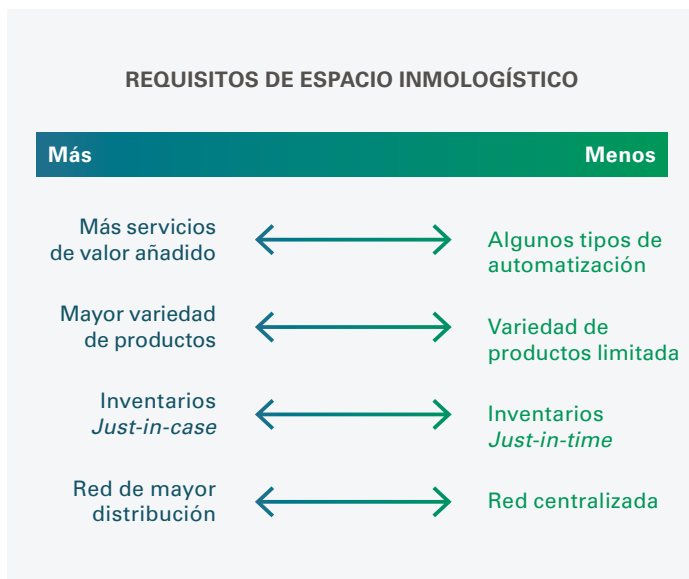 REQUISITOS DE ESPACIO INMOLOGÍSTICO
Más
Menos
Más servicios
de valor añadido
Algunos tipos de
automatización
Mayor variedad
de productos
Variedad de
productos limitada
Inventarios
Just-in-case
Inventarios
Just-in-time
Red de mayor
distribución
Red centralizada